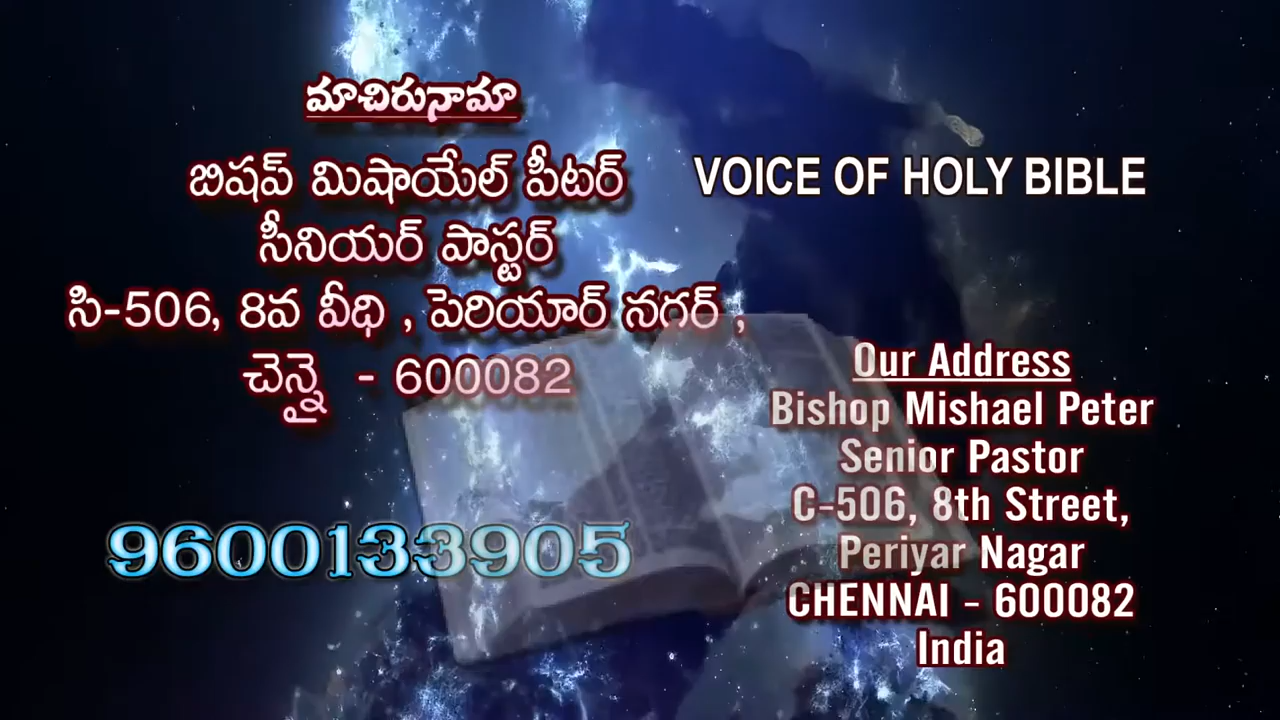 మాచిరునామా
బిషప్ మిషాయేల్ పీటర్
సీనియర్ పాస్టర్
సి-506, 8వ వీధి , పెరియార్ నగర్ ,
చెన్నై - 600082
9600133905
VOICE OF HOLY BIBLE
Our Address
Bishop Mishael Peter
Senior Pastor
C-506, 8th Street,
Periyar Nagar
CHENNAI - 600082
India